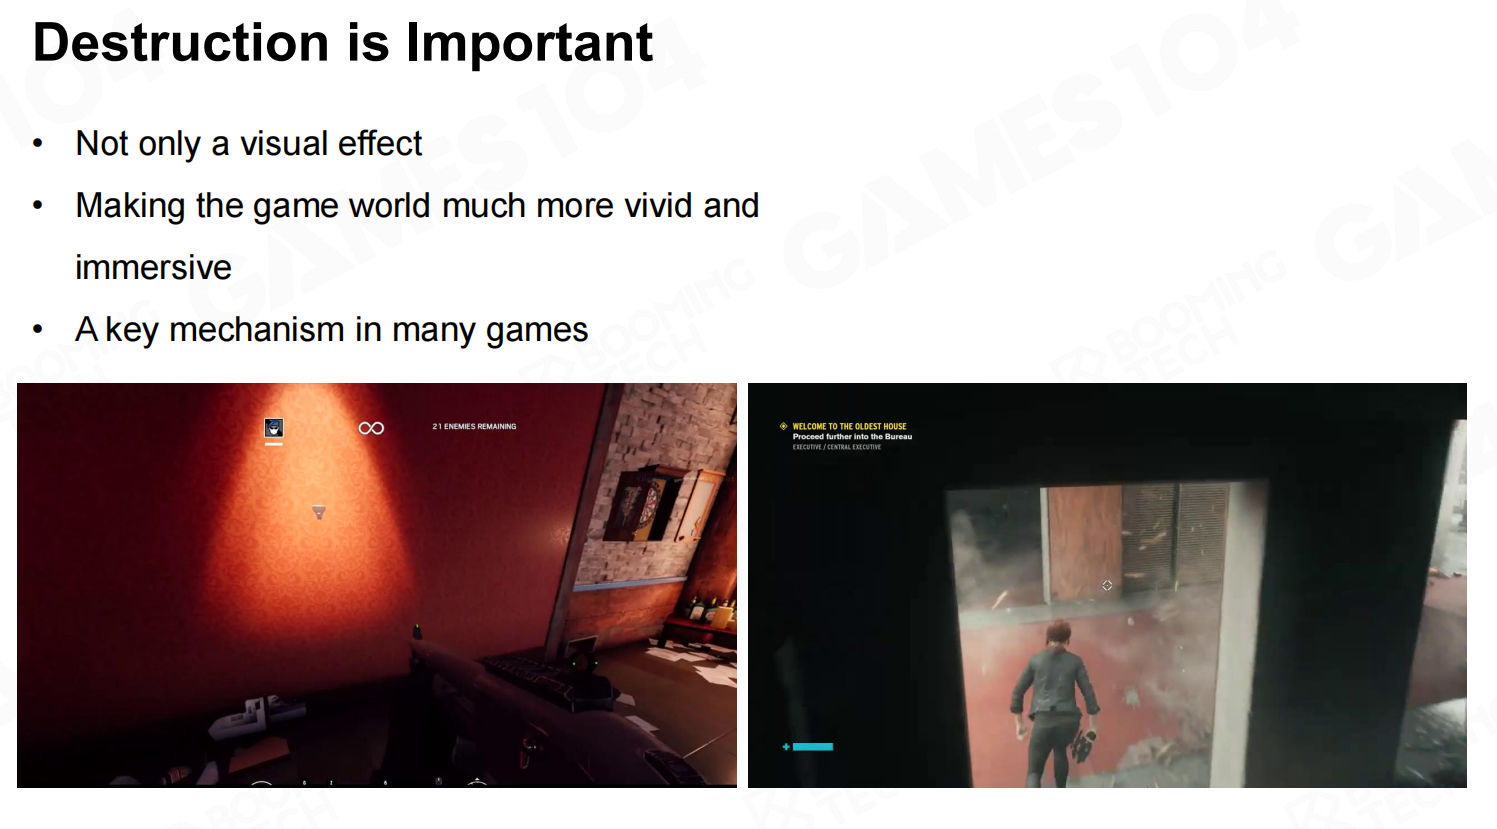 Destruction is Important
• Not only a visual effect
• Making the game world much more vivid and
immersive
• A key mechanism in many games
21 ENEMIES REMAINING
WELCOME TO THE OLDEST HOUSE
Proceed further into the Bureau
EXECUTIVE / CENTRAL EXECUTIVE
GAMES104
BOOMING
TECH